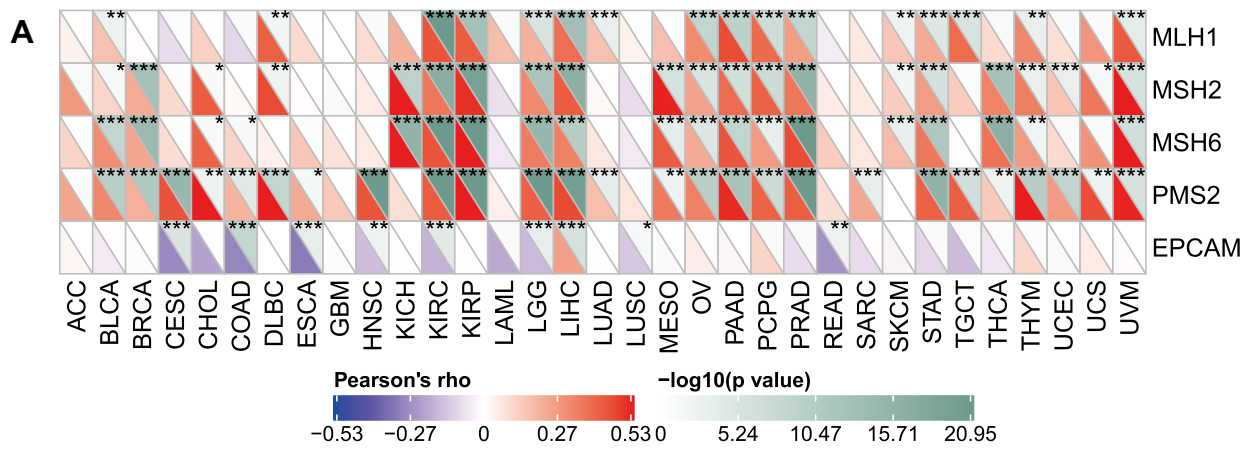 A
** ** *** *** *** *** *** *** *** *** *** ** *** *** ** *** MLH1
* *** * ** *** *** *** *** *** *** *** *** *** *** ** *** *** *** *** * *** MSH2
*** *** * * *** *** *** *** *** *** *** *** *** *** *** *** *** ** *** MSH6
*** *** *** ** *** *** * *** *** *** *** *** *** ** *** *** *** *** *** *** *** ** *** *** ** *** PMS2
*** *** *** ** *** *** *** * ** EPCAM
ACC BLCA BRCA CESC CHOL COAD DLBC ESCA GBM HNSC KICH KIRC KIRP LAML LGG LIHC LUAD LUSC MESO OV PAAD PCPG PRAD READ SARC SKCM STAD TGCT THCA THYM UCEC UCS UVM
Pearson's rho −log10(p value)
−0.53 −0.27 0 0.27 0.53 0 5.24 10.47 15.71 20.95